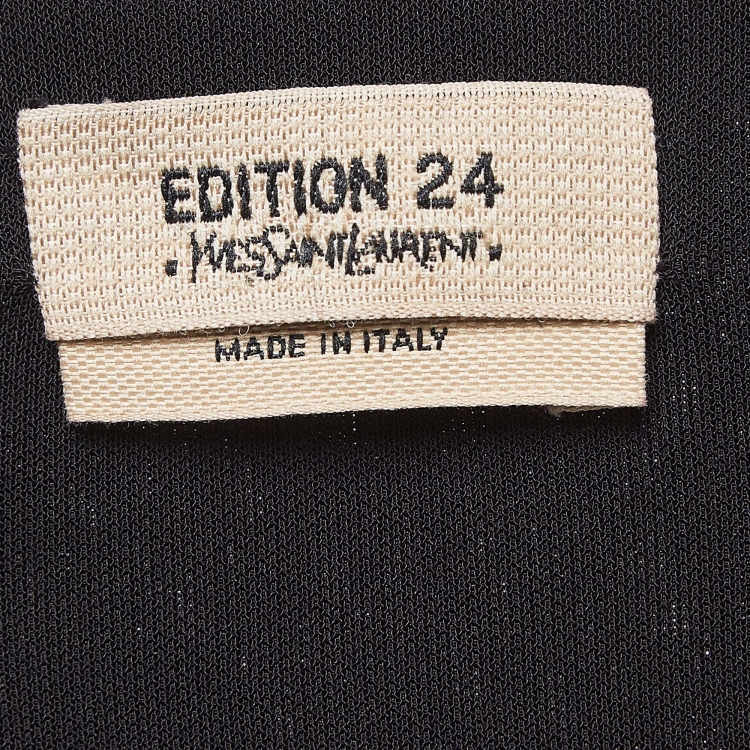 EDITION 24
· YVESSAINTLAURENT ·
MADE IN ITALY